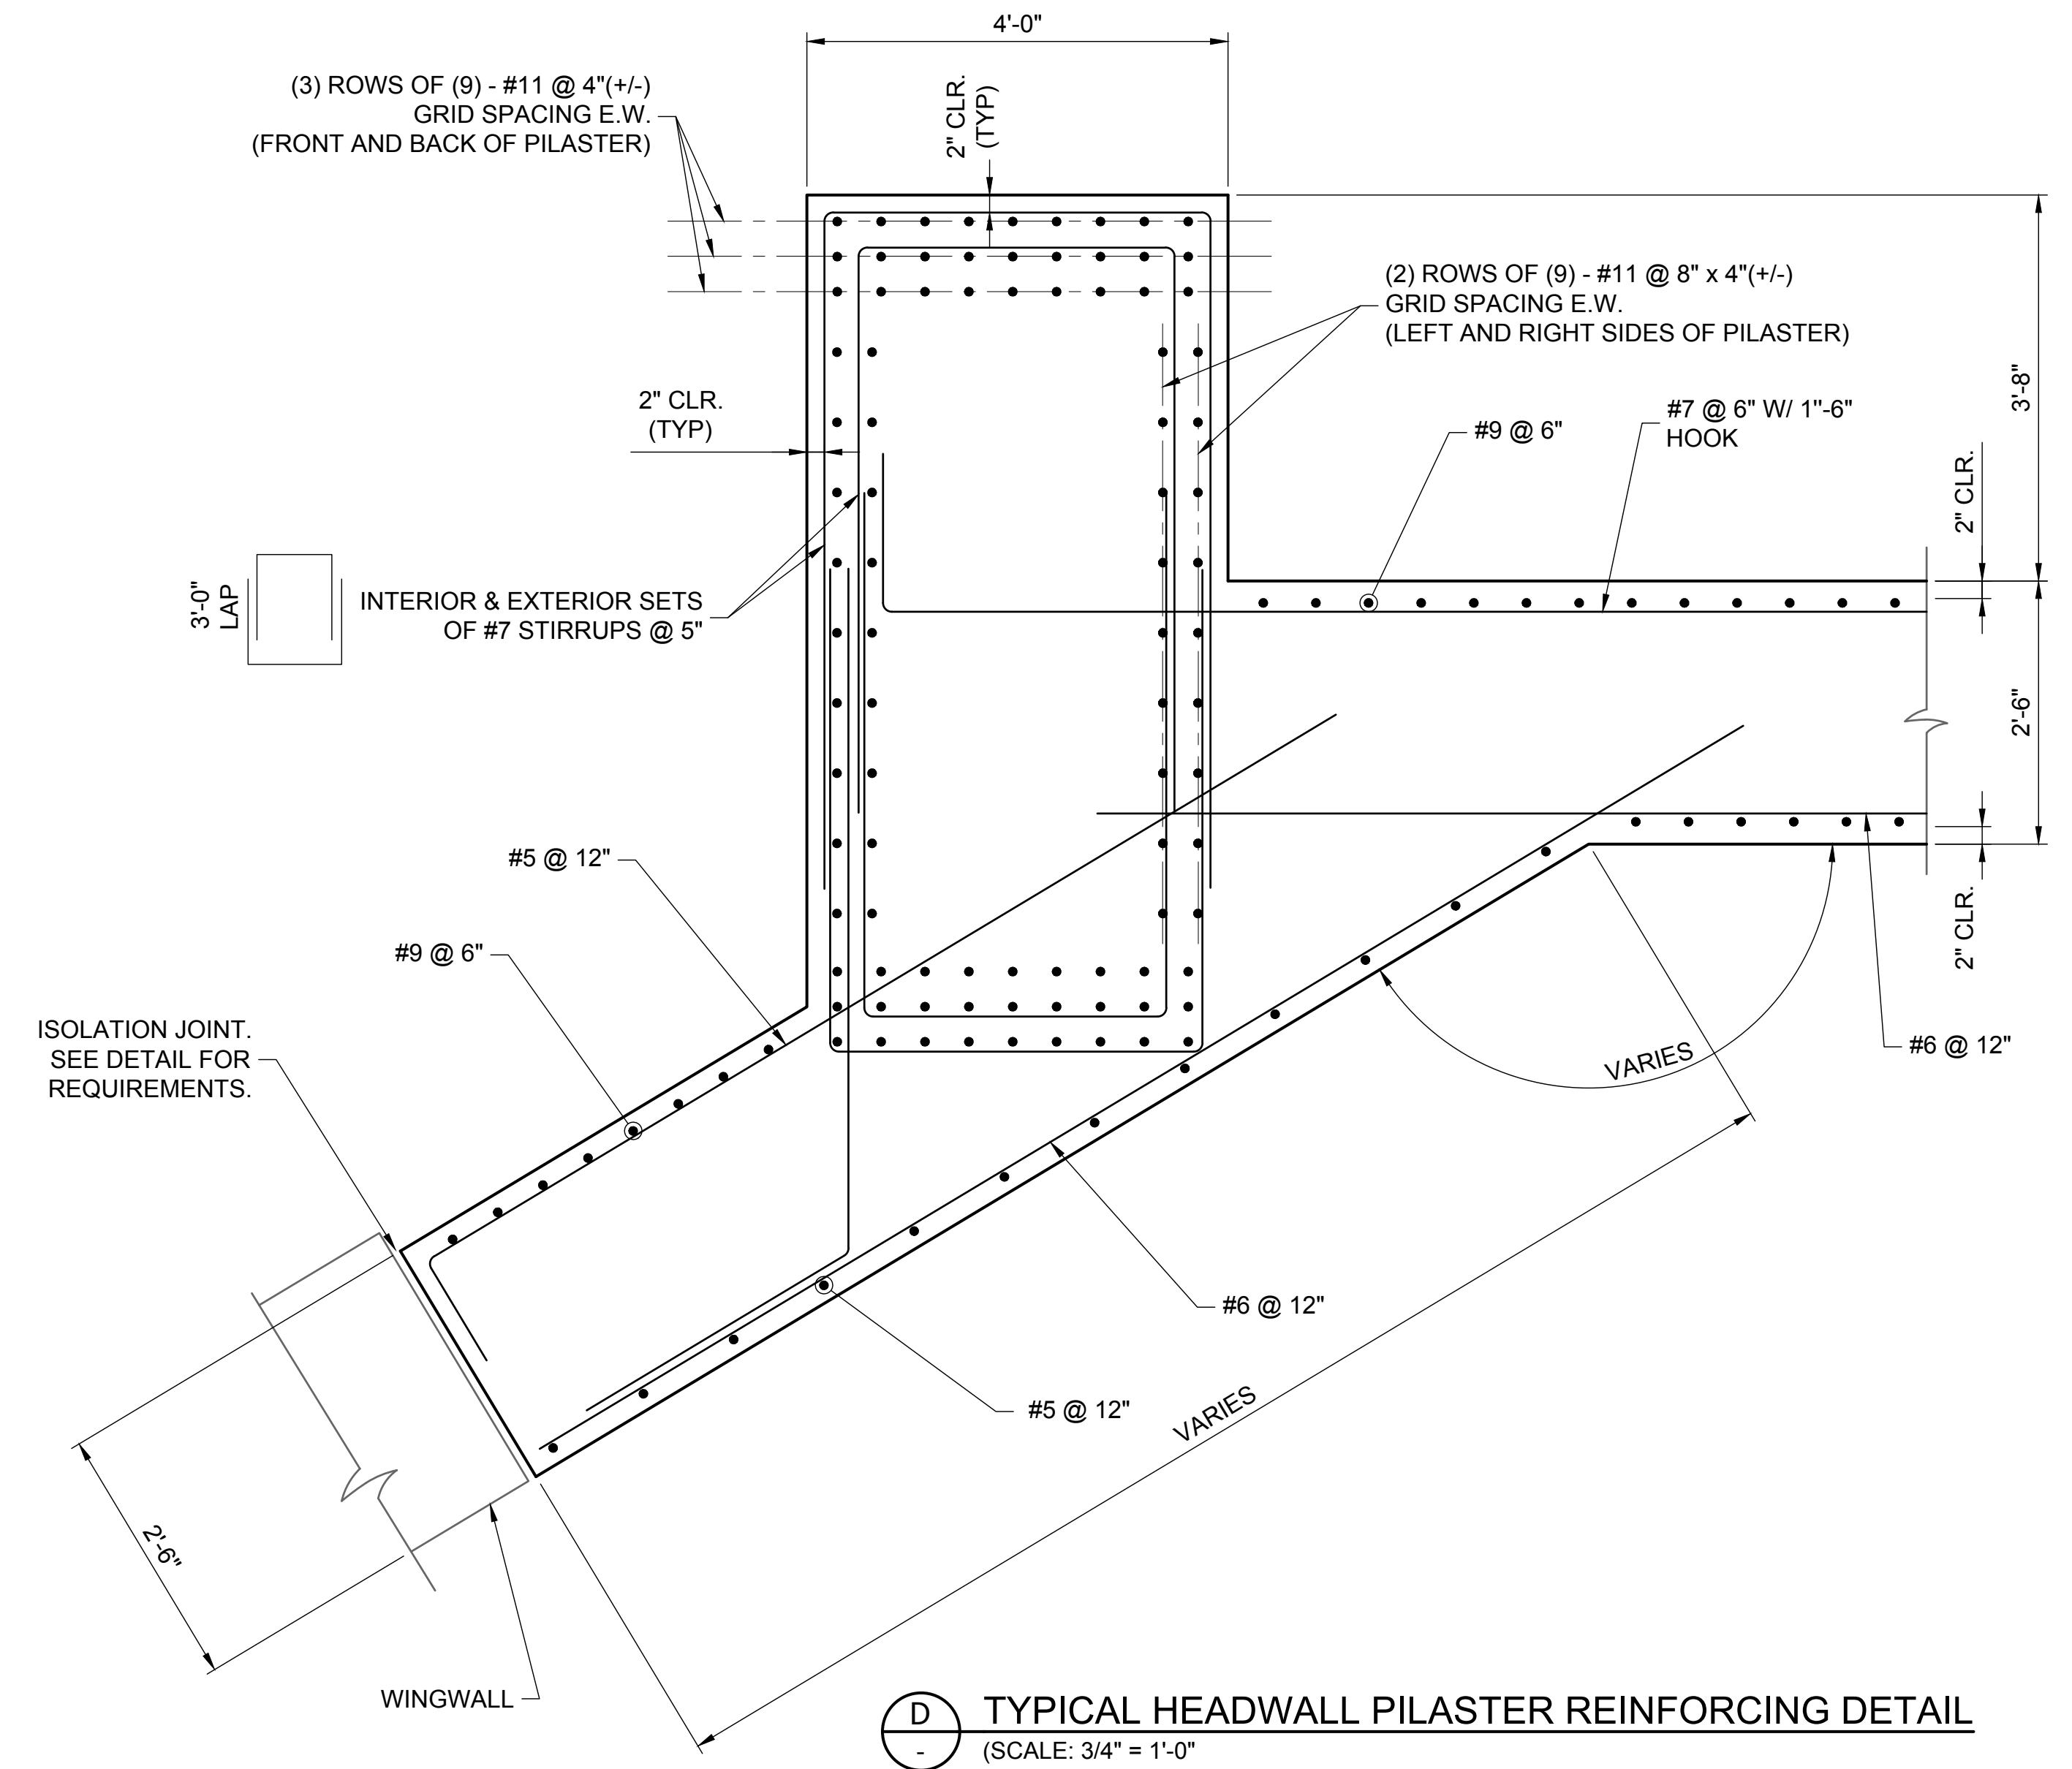 4'-0"
(3) ROWS OF (9) - #11 @ 4"(+/-)
GRID SPACING E.W.
(FRONT AND BACK OF PILASTER)
2" CLR.
(TYP)
(2) ROWS OF (9) - #11 @ 8" x 4"(+/-)
GRID SPACING E.W.
(LEFT AND RIGHT SIDES OF PILASTER)
3'-8"
2" CLR.
(TYP)
#9 @ 6"
#7 @ 6" W/ 1"-6"
HOOK
2" CLR.
3'-0"
LAP
INTERIOR & EXTERIOR SETS
OF #7 STIRRUPS @ 5"
2'-6"
#5 @ 12"
#9 @ 6"
2" CLR.
ISOLATION JOINT.
SEE DETAIL FOR
REQUIREMENTS.
VARIES
#6 @ 12"
#6 @ 12"
#5 @ 12"
VARIES
2'-6"
WINGWALL
D
-
TYPICAL HEADWALL PILASTER REINFORCING DETAIL
(SCALE: 3/4" = 1'-0"